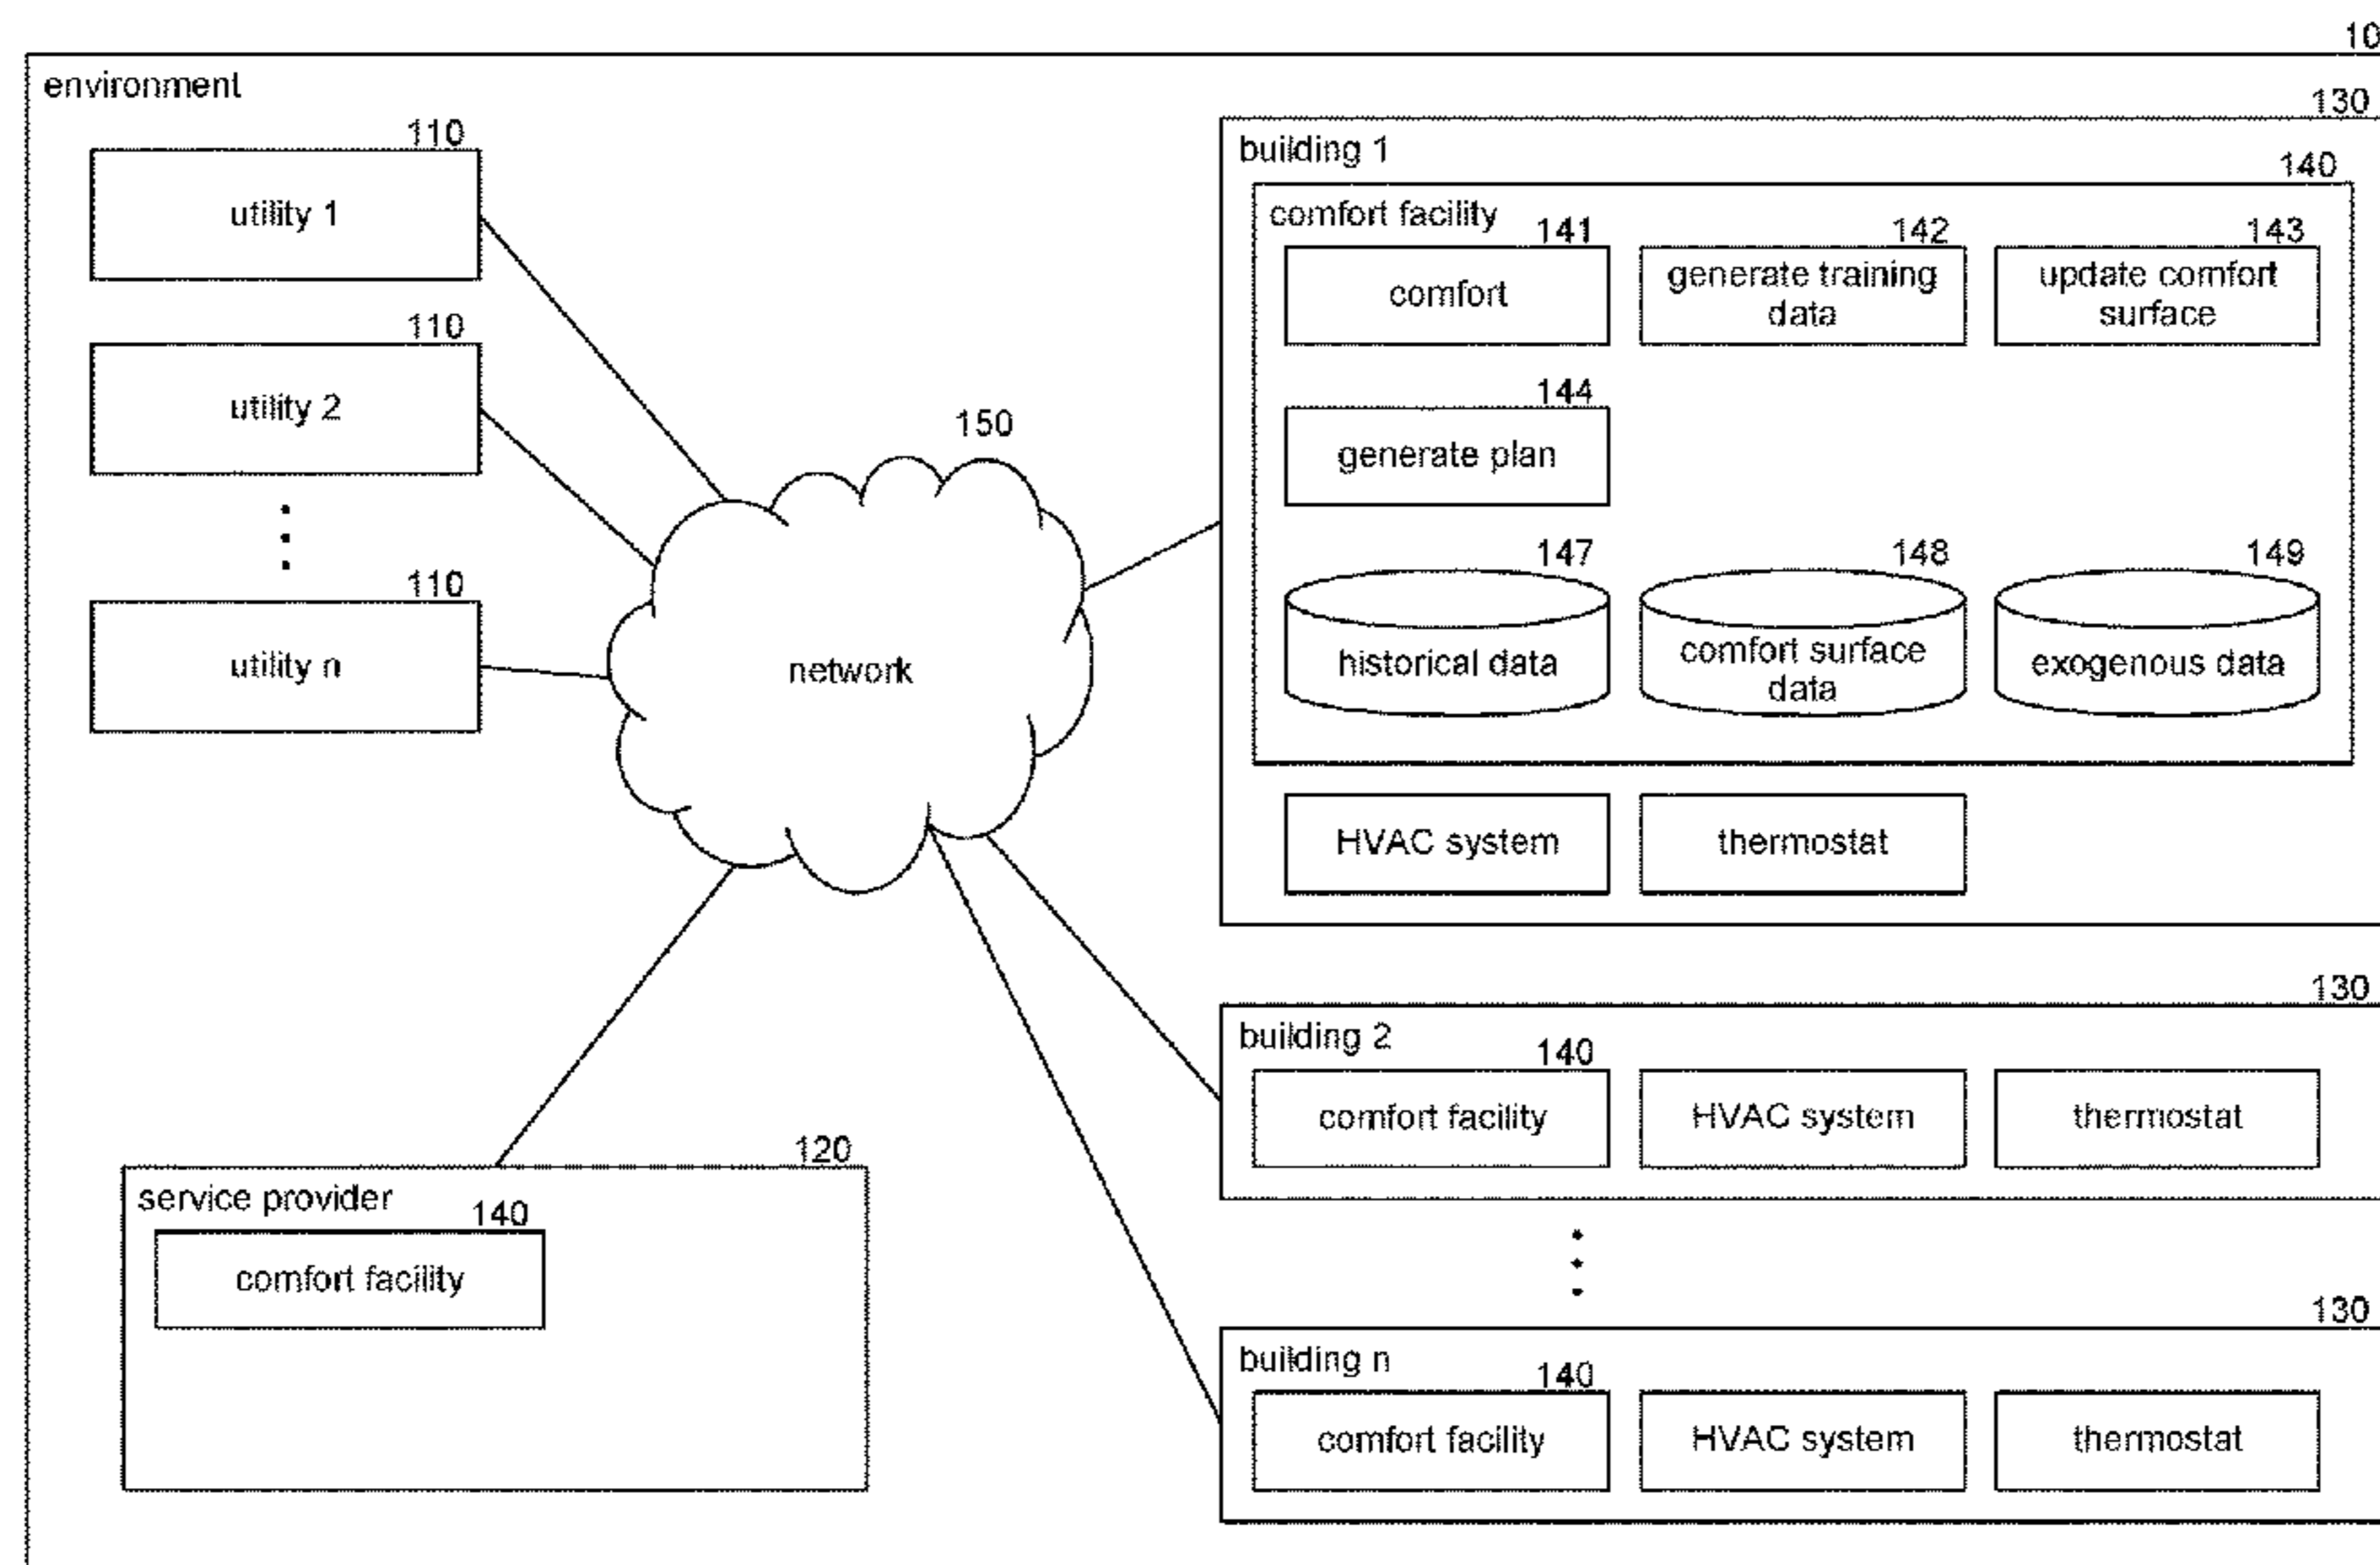 10
environment
110
utility 1
110
utility 2
110
utility n
150
network
120
service provider
140
comfort facility
130
building 1
140
comfort facility
141
comfort
142
generate training
data
143
update comfort
surface
144
generate plan
147
historical data
148
comfort surface
data
149
exogenous data
HVAC system
thermostat
130
building 2
140
comfort facility
HVAC system
thermostat
130
building n
140
comfort facility
HVAC system
thermostat